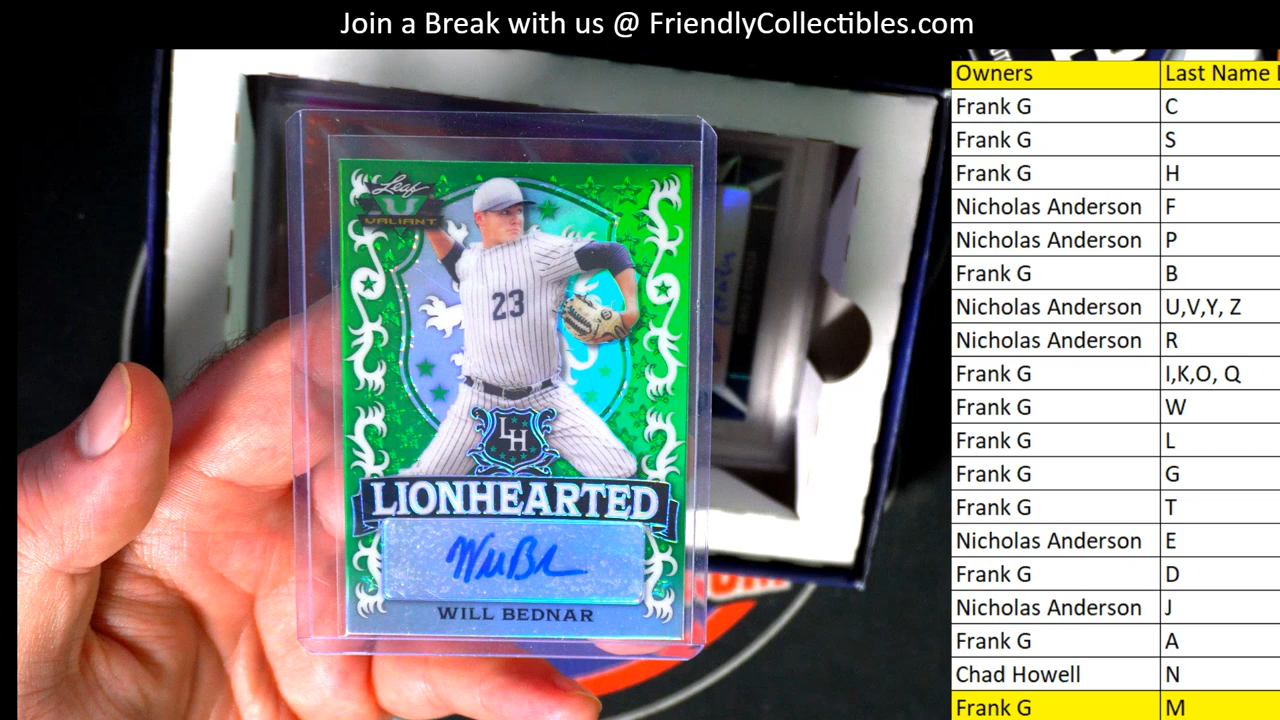 Join a Break with us @ FriendlyCollectibles.com
Leaf
VALIANT
23
LH
LIONHEARTED
WILL BEDNAR
Owners Last Name
Frank G C
Frank G S
Frank G H
Nicholas Anderson F
Nicholas Anderson P
Frank G B
Nicholas Anderson U,V,Y, Z
Nicholas Anderson R
Frank G I,K,O, Q
Frank G W
Frank G L
Frank G G
Frank G T
Nicholas Anderson E
Frank G D
Nicholas Anderson J
Frank G A
Chad Howell N
Frank G M